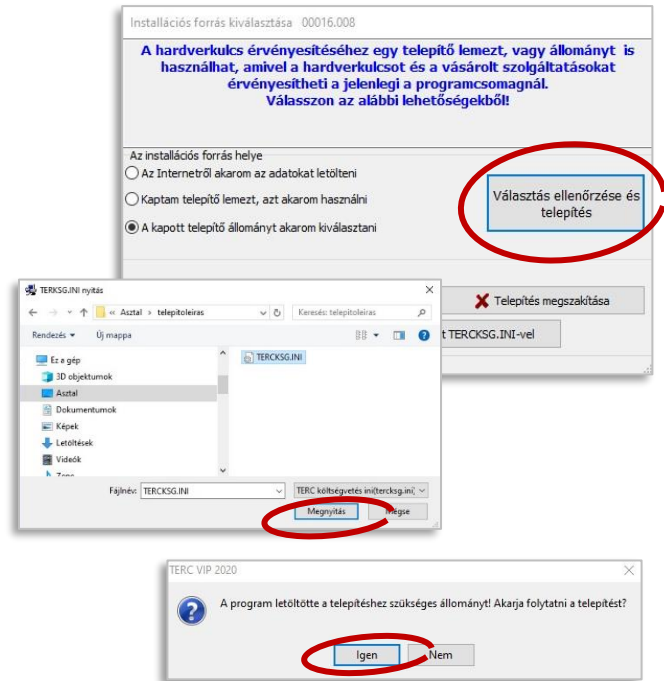 Installációs forrás kiválasztása 00016.008
A hardverkulcs érvényesítéséhez egy telepítő lemezt, vagy állományt is
használhat, amivel a hardverkulcsot és a vásárolt szolgáltatásokat
érvényesítheti a jelenlegi a programcsomagnál.
Válasszon az alábbi lehetőségekből!
Az installációs forrás helye
Az Internetről akarom az adatokat letölteni
Kaptam telepítő lemezt, azt akarom használni
A kapott telepítő állományt akarom kiválasztani
Választás ellenőrzése és
telepítés
Telepítés megszakítása
t TERCKSG.INI-vel
TERKSG.INI nyitás
« Asztal > telepitoleiras
Keresés: telepitoleiras
Rendezés
Új mappa
Ez a gép
3D objektumok
Asztal
Dokumentumok
Képek
Letöltések
Videók
Zene
TERCKSG.INI
Fájlnév: TERCKSG.INI
TERC költségvetés ini(tercksg.ini;
Megnyitás
Mégse
TERC VIP 2020
A program letöltötte a telepítéshez szükséges állományt! Akarja folytatni a telepítést?
Igen
Nem